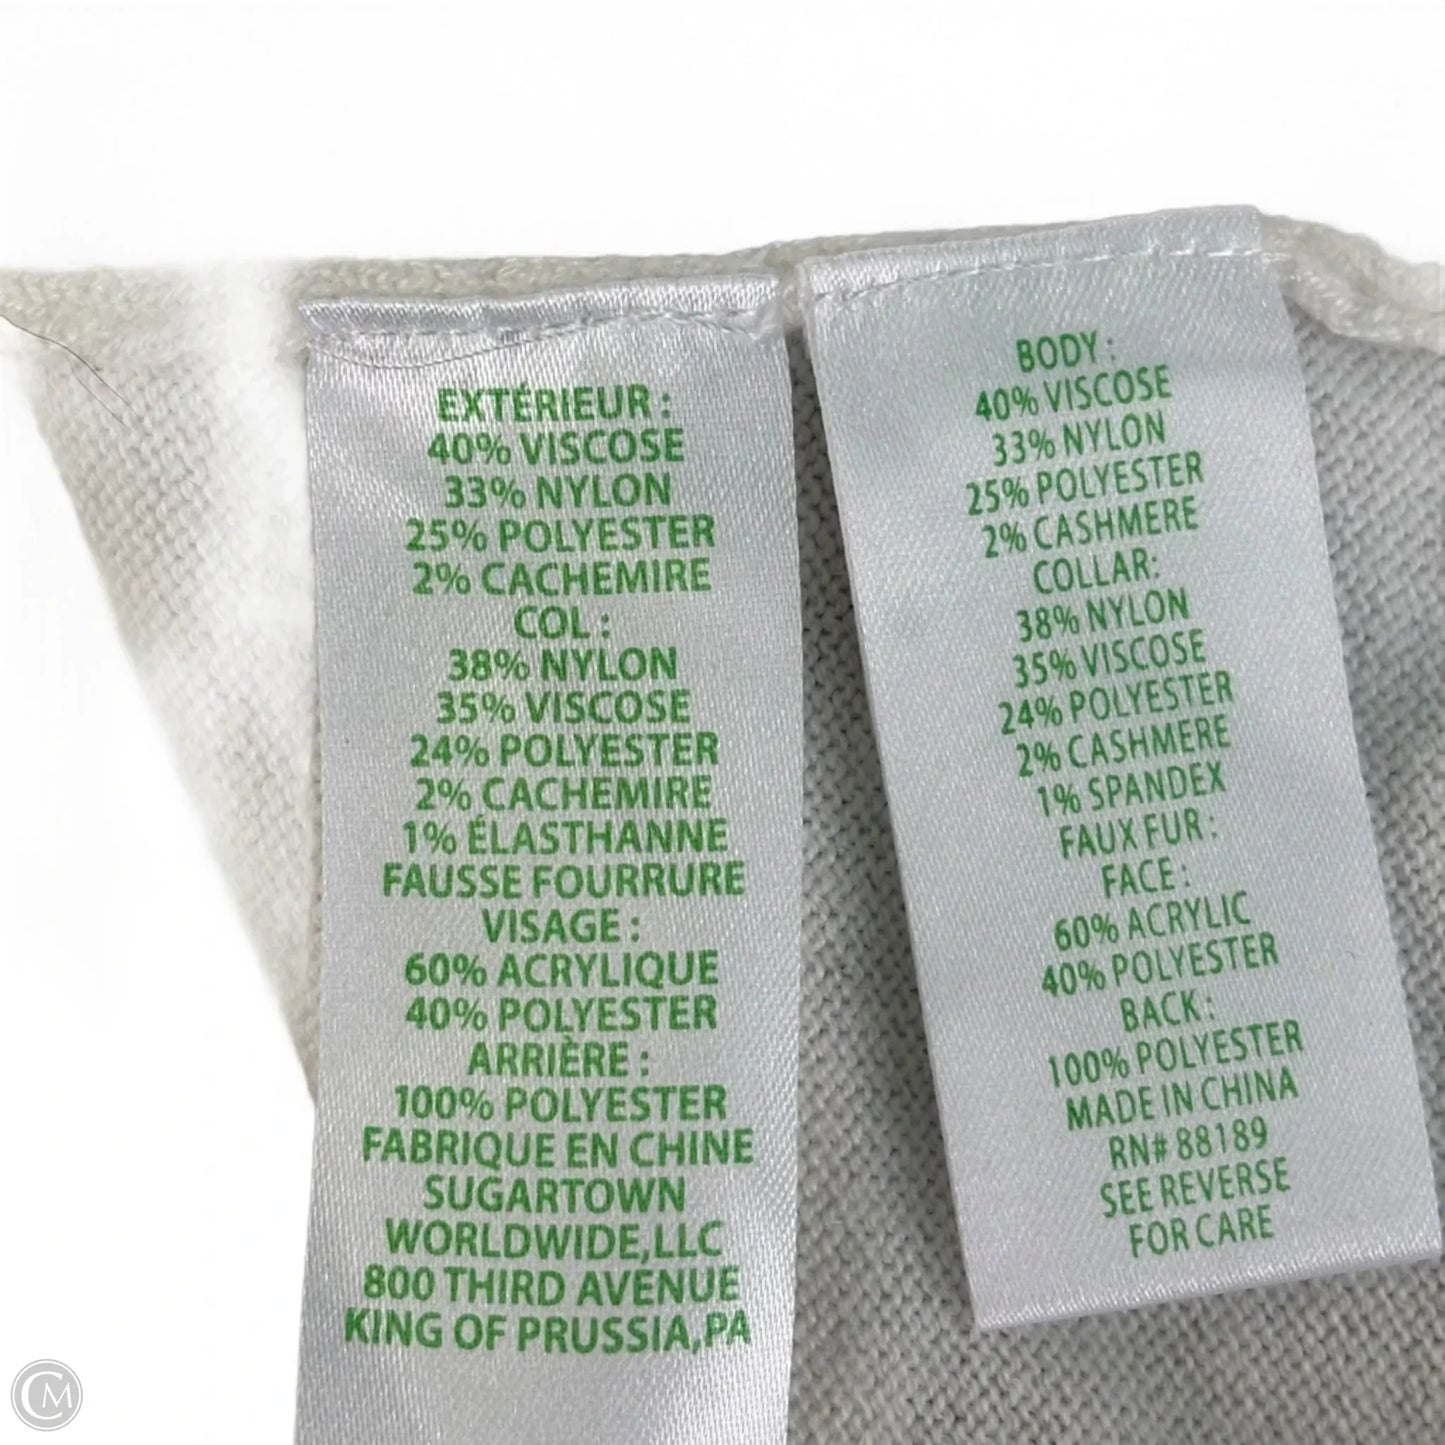 EXTÉRIEUR :
40% VISCOSE
33% NYLON
25% POLYESTER
2% CACHEMIRE
COL :
38% NYLON
35% VISCOSE
24% POLYESTER
2% CACHEMIRE
1% ÉLASTHANNE
FAUSSE FOURRURE
VISAGE :
60% ACRYLIQUE
40% POLYESTER
ARRIÈRE :
100% POLYESTER
FABRIQUE EN CHINE
SUGARTOWN
WORLDWIDE,LLC
800 THIRD AVENUE
KING OF PRUSSIA,PA
BODY :
40% VISCOSE
33% NYLON
25% POLYESTER
2% CASHMERE
COLLAR:
38% NYLON
35% VISCOSE
24% POLYESTER
2% CASHMERE
1% SPANDEX
FAUX FUR :
FACE :
60% ACRYLIC
40% POLYESTER
BACK :
100% POLYESTER
MADE IN CHINA
RN# 88189
SEE REVERSE
FOR CARE
CM